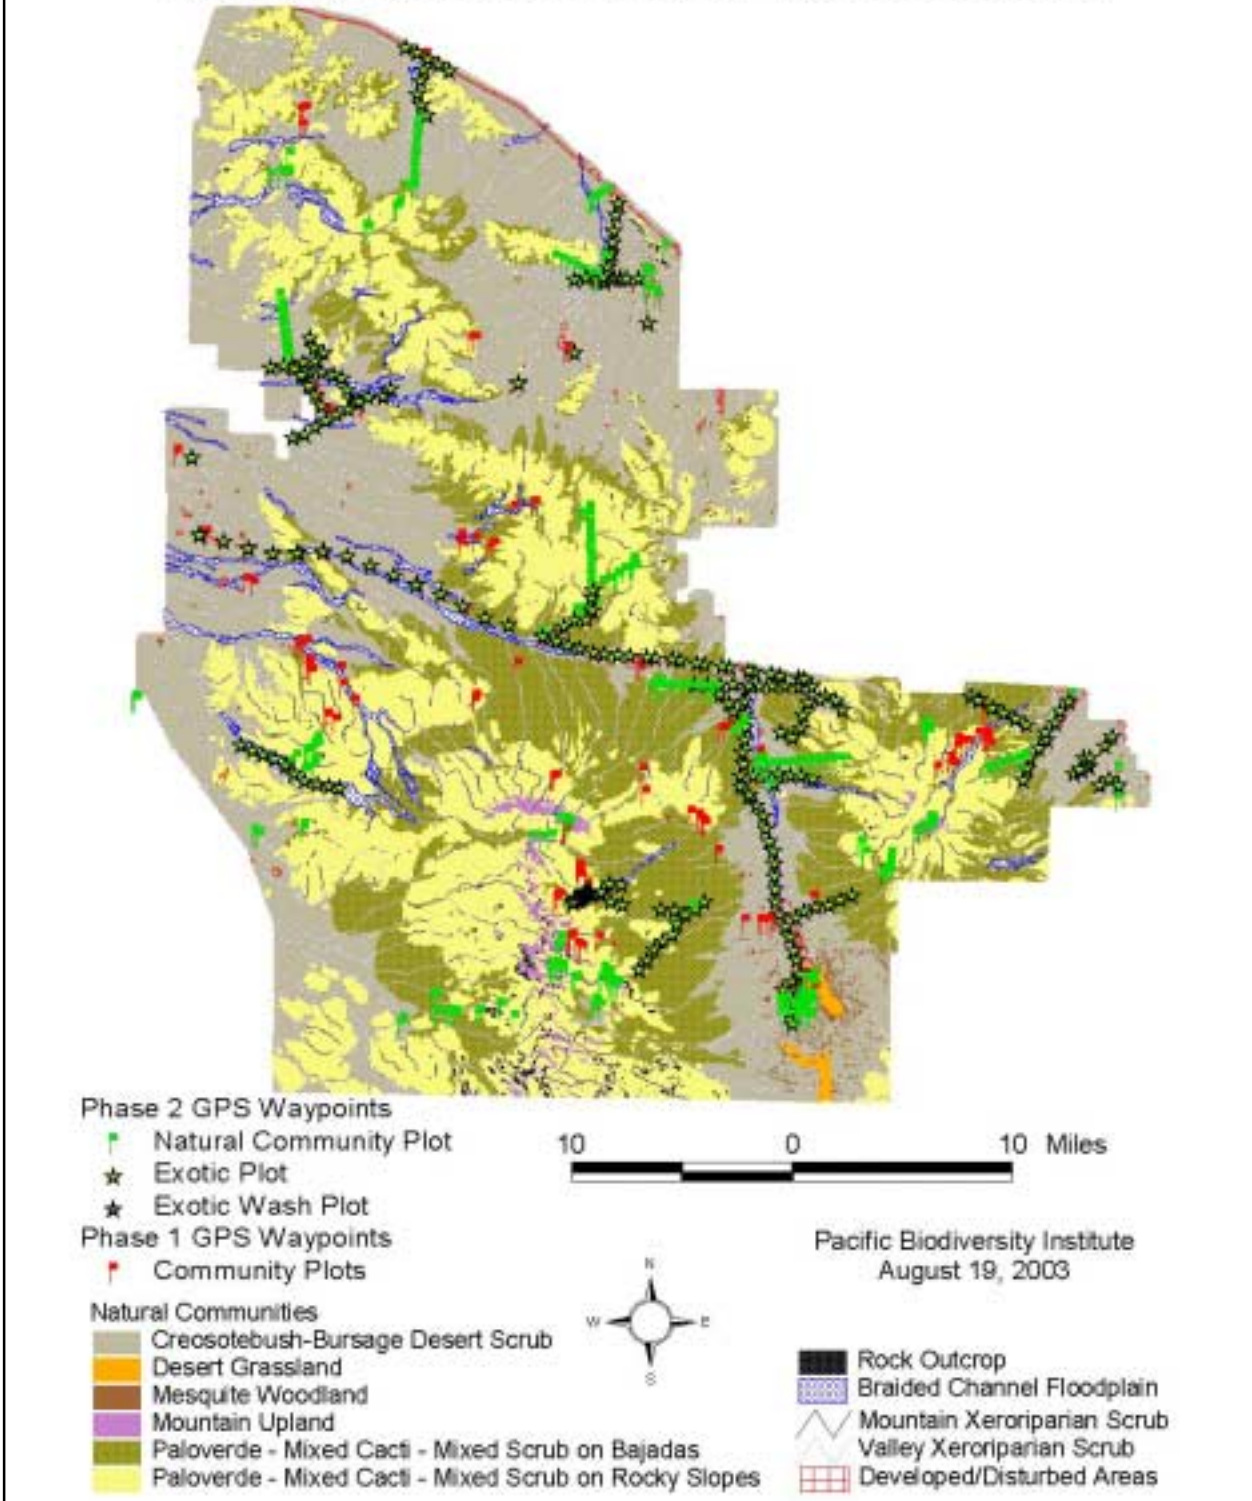 Phase 2 GPS Waypoints
Natural Community Plot
Exotic Plot
Exotic Wash Plot
Phase 1 GPS Waypoints
Community Plots
10 0 10 Miles
Pacific Biodiversity Institute
August 19, 2003
N
W E
S
Natural Communities
Creosotebush-Bursage Desert Scrub
Desert Grassland
Mesquite Woodland
Mountain Upland
Paloverde - Mixed Cacti - Mixed Scrub on Bajadas
Paloverde - Mixed Cacti - Mixed Scrub on Rocky Slopes
Rock Outcrop
Braided Channel Floodplain
Mountain Xeroriparian Scrub
Valley Xeroriparian Scrub
Developed/Disturbed Areas